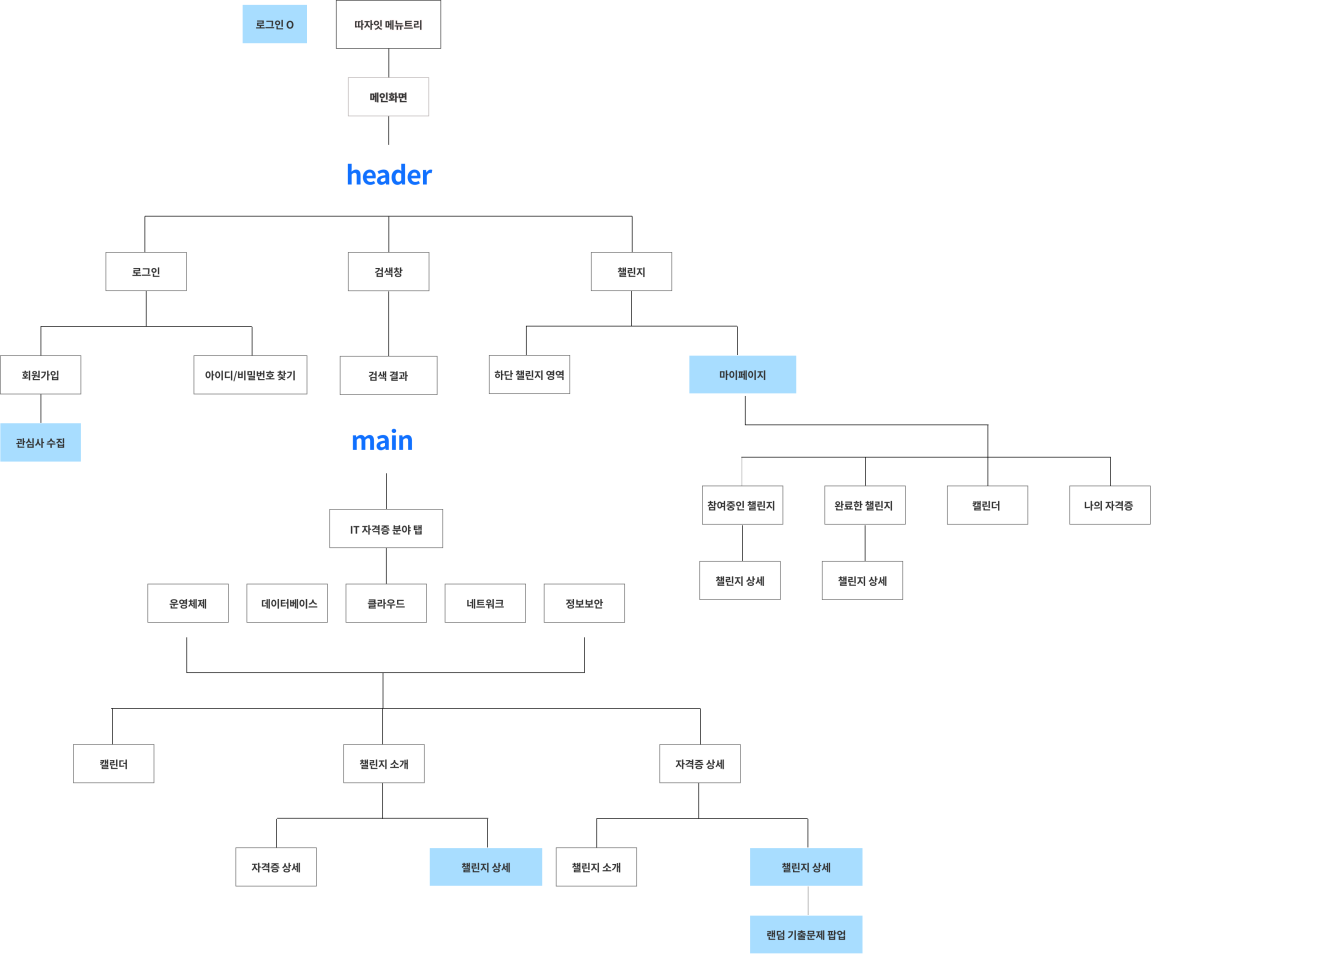 로그인 O
따자잇 메뉴트리
메인화면
header
로그인
검색창
챌린지
회원가입
아이디/비밀번호 찾기
검색 결과
하단 챌린지 영역
마이페이지
관심사 수집
main
참여중인 챌린지
완료한 챌린지
캘린더
나의 자격증
IT 자격증 분야 탭
챌린지 상세
챌린지 상세
운영체제
데이터베이스
클라우드
네트워크
정보보안
캘린더
챌린지 소개
자격증 상세
자격증 상세
챌린지 상세
챌린지 소개
챌린지 상세
랜덤 기출문제 팝업